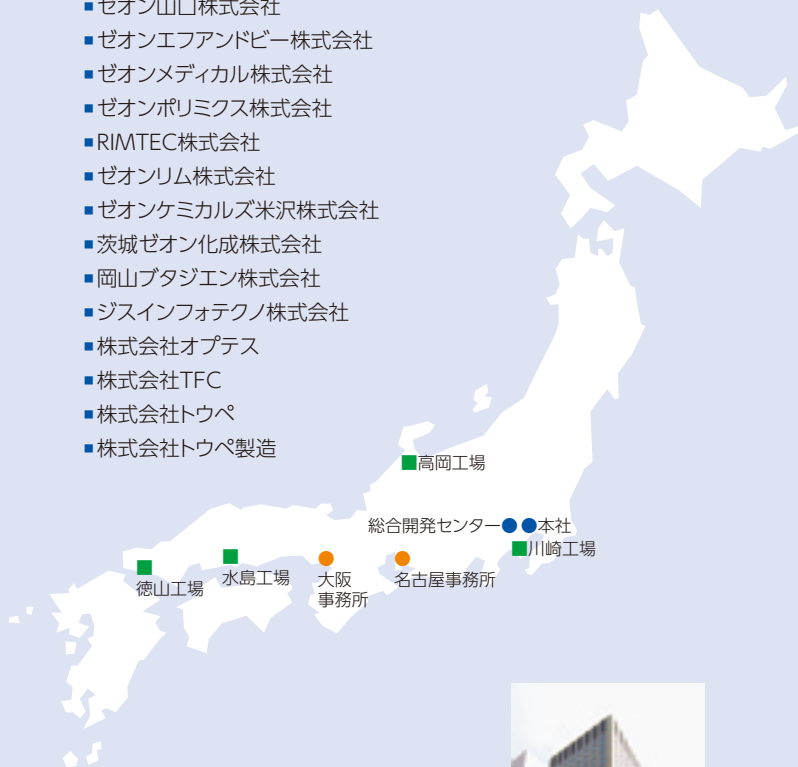 ■ゼオン山口株式会社
■ゼオンエフアンドビー株式会社
■ゼオンメディカル株式会社
■ゼオンポリミクス株式会社
■RIMTEC株式会社
■ゼオンリム株式会社
■ゼオンケミカルズ米沢株式会社
■茨城ゼオン化成株式会社
■岡山ブタジエン株式会社
■ジスインフォテクノ株式会社
■株式会社オプテス
■株式会社TFC
■株式会社トウペ
■株式会社トウペ製造
■高岡工場
総合開発センター●●本社
■川崎工場
徳山工場
水島工場
大阪
事務所
名古屋事務所